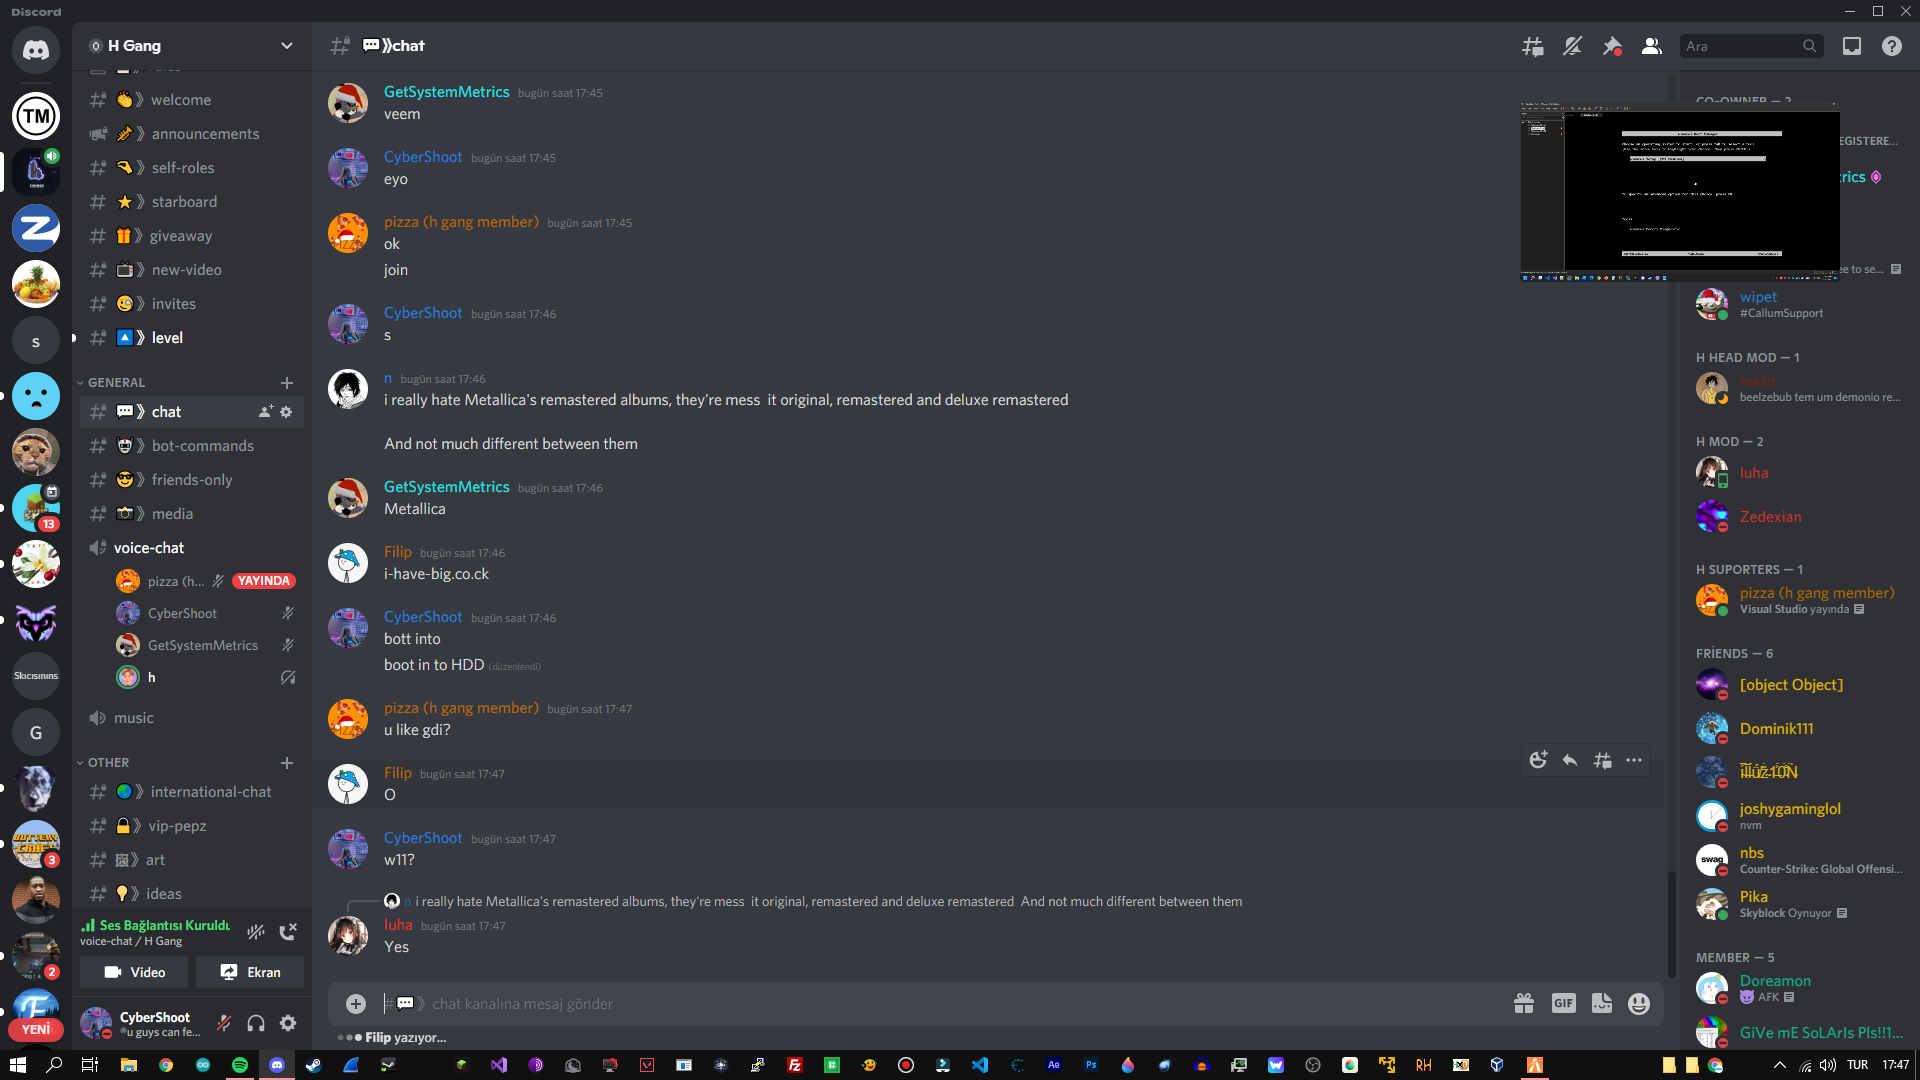 Discord
H Gang
welcome
announcements
self-roles
starboard
giveaway
new-video
invites
level
GENERAL
chat
bot-commands
friends-only
media
voice-chat
pizza (h... YAYINDA
CyberShoot
GetSystemMetrics
h
music
OTHER
international-chat
vip-pepz
art
ideas
Ses Bağlantısı Kuruldu
voice-chat / H Gang
Video
Ekran
CyberShoot
*u guys can fe...
TM
s
13
Skicisinins
G
3
2
YENİ
chat
Ara
GetSystemMetrics bugün saat 17:45
veem
CyberShoot bugün saat 17:45
eyo
pizza (h gang member) bugün saat 17:45
ok
join
CyberShoot bugün saat 17:46
s
n bugün saat 17:46
i really hate Metallica's remastered albums, they're mess  it original, remastered and deluxe remastered
And not much different between them
GetSystemMetrics bugün saat 17:46
Metallica
Filip bugün saat 17:46
i-have-big.co.ck
CyberShoot bugün saat 17:46
bott into
boot in to HDD (düzenlendi)
pizza (h gang member) bugün saat 17:47
u like gdi?
Filip bugün saat 17:47
O
CyberShoot bugün saat 17:47
w11?
n i really hate Metallica's remastered albums, they're mess  it original, remastered and deluxe remastered  And not much different between them
luha bugün saat 17:47
Yes
chat kanalına mesaj gönder
GIF
Filip yazıyor...
CO-OWNER — 2
EGISTERE...
trics
ee to se...
wipet
#CallumSupport
H HEAD MOD — 1
rekto
beelzebub tem um demonio re...
H MOD — 2
luha
Zedexian
H SUPORTERS — 1
pizza (h gang member)
Visual Studio yayında
FRİENDS — 6
[object Object]
Dominik111
joshygaminglol
nvm
swag
nbs
Counter-Strike: Global Offensi...
Pika
Skyblock Oynuyor
MEMBER — 5
Doreamon
AFK
GiVe mE SoLArIs Pls!!1...
TUR
17:47